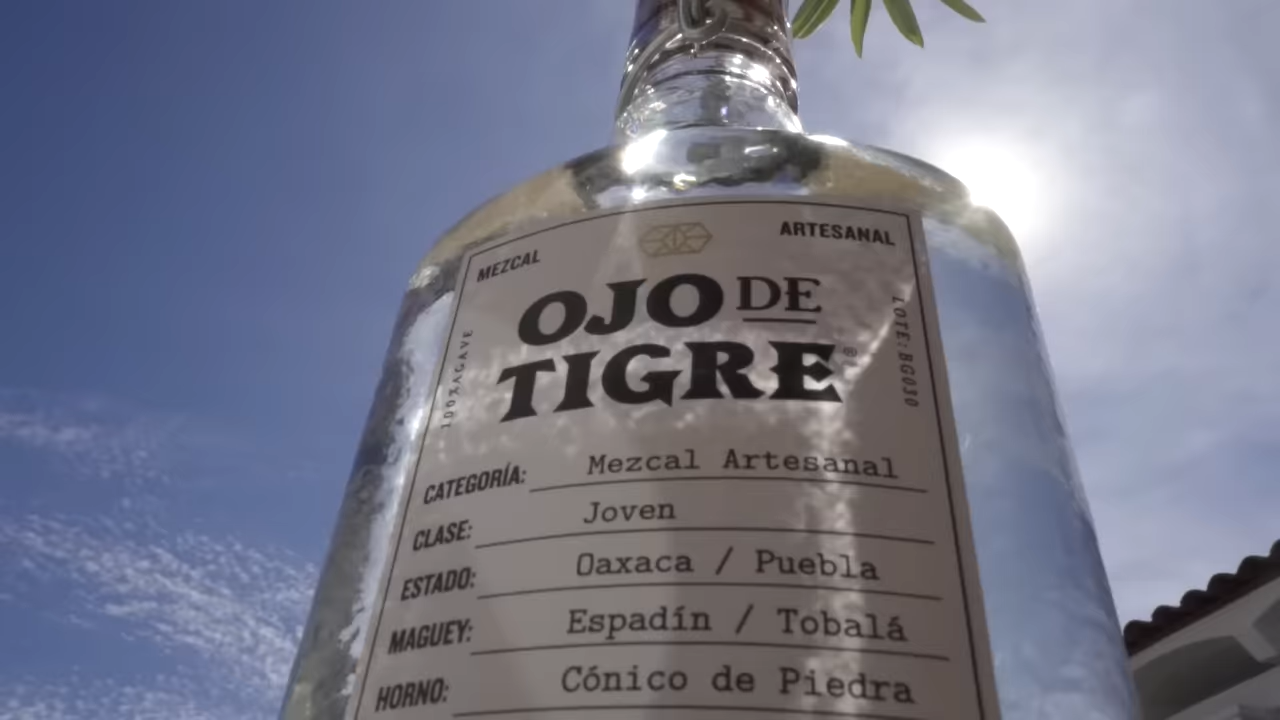 MEZCAL
ARTESANAL
OJO DE
TIGRE®
100%AGAVE
LOTE: BG030
CATEGORÍA: Mezcal Artesanal
CLASE: Joven
ESTADO: Oaxaca / Puebla
MAGUEY: Espadín / Tobalá
HORNO: Cónico de Piedra